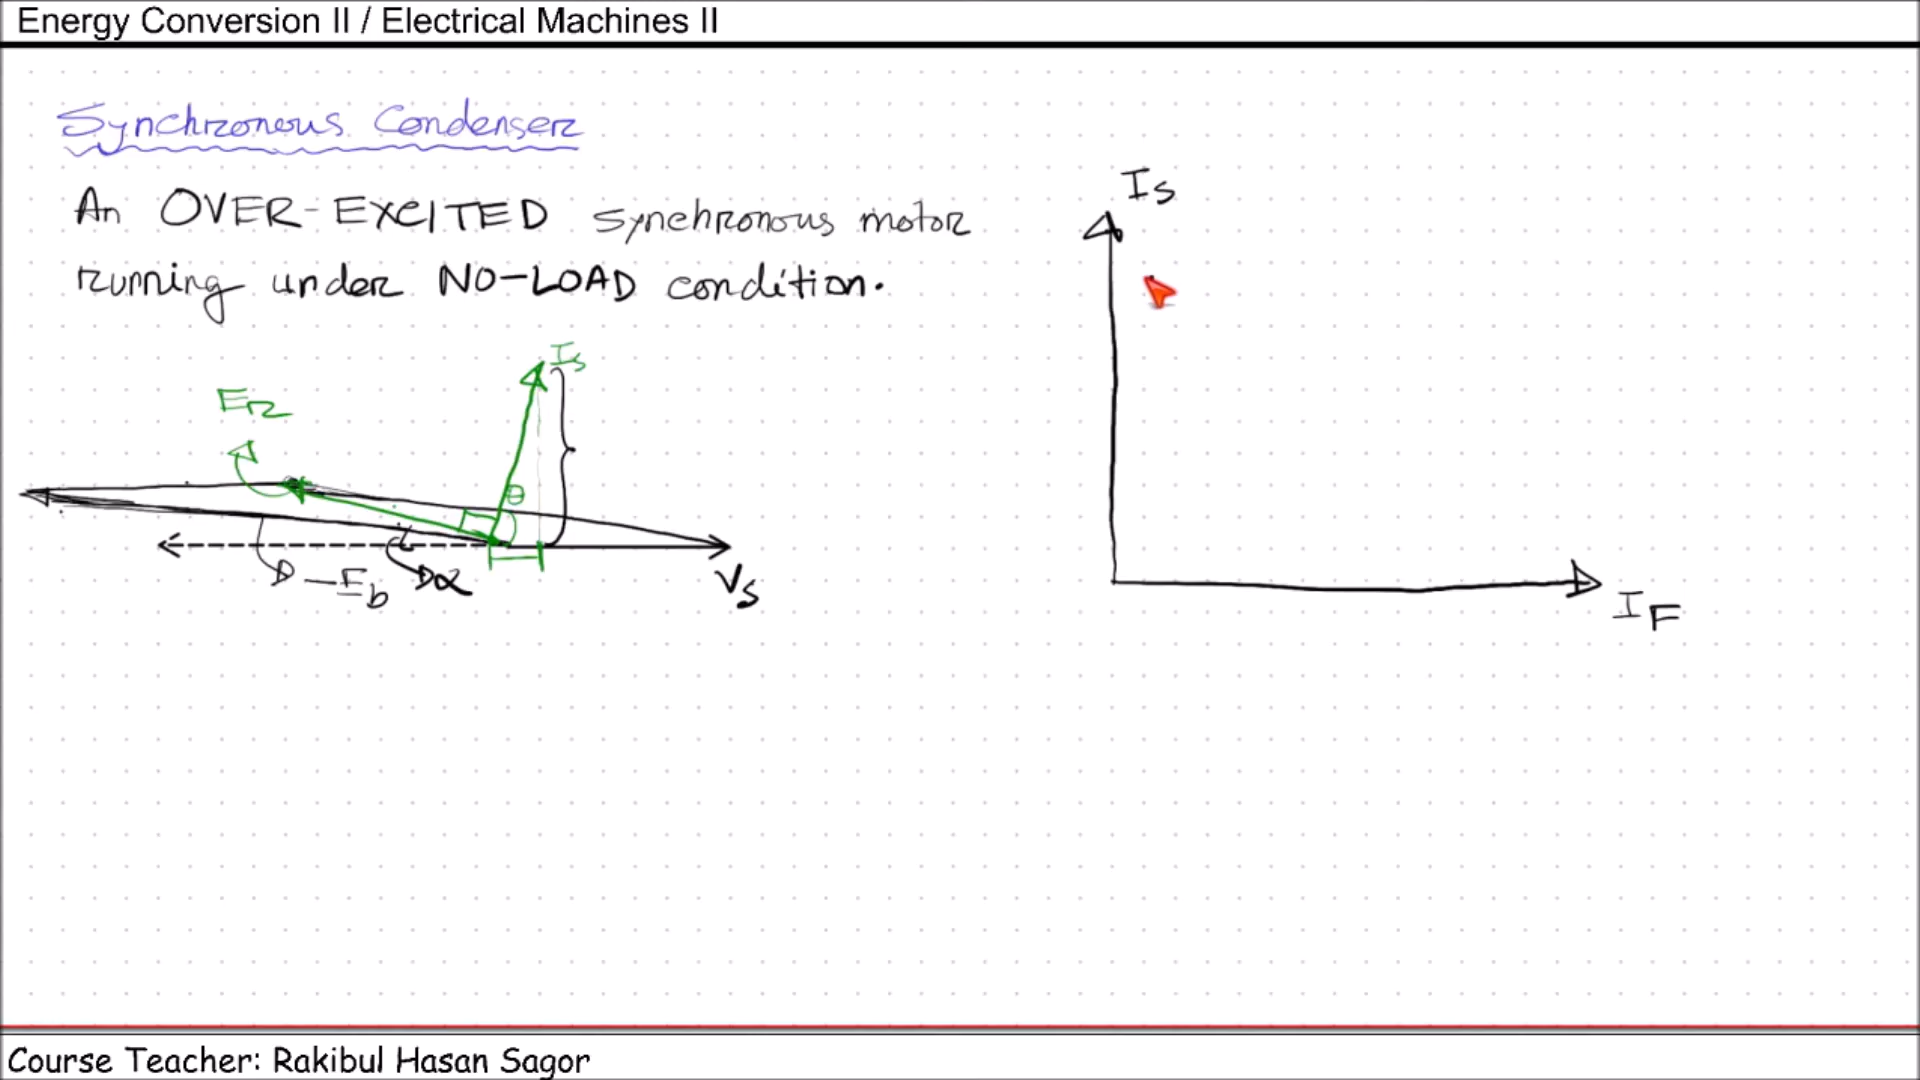 Energy Conversion II / Electrical Machines II
Synchronous Condenser
An OVER-EXCITED synchronous motor
running under NO-LOAD condition.
Is
Is
Er
θ
-Eb
α
Vs
IF
Course Teacher: Rakibul Hasan Sagor